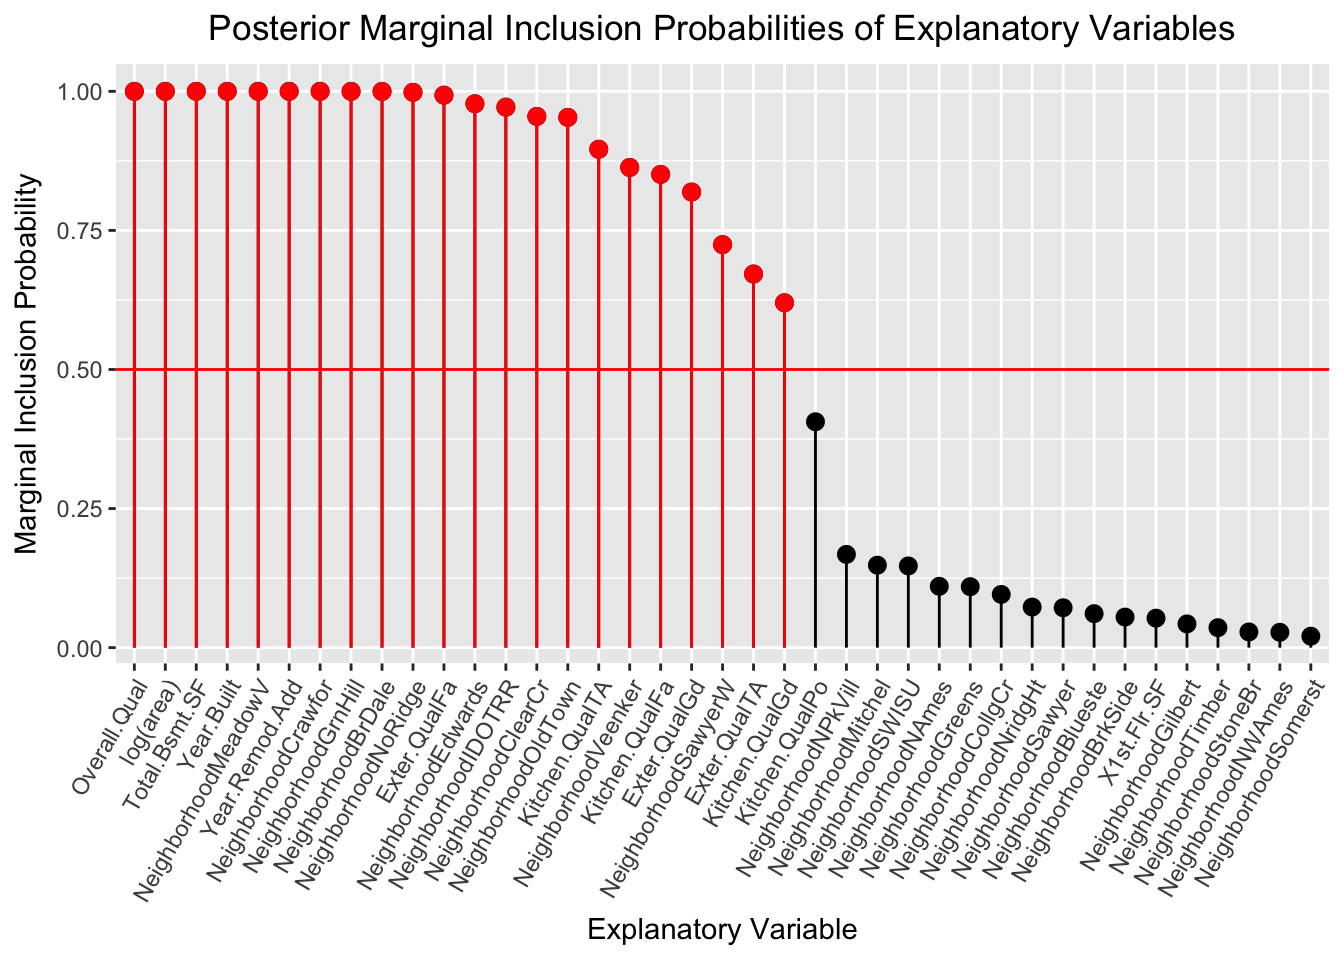 Posterior Marginal Inclusion Probabilities of Explanatory Variables
Marginal Inclusion Probability
1.00
0.75
0.50
0.25
0.00
Overall.Qual
log(area)
Total.Bsmt.SF
Year.Built
NeighborhoodMeadowV
Year.Remod.Add
NeighborhoodCrawfor
NeighborhoodGrnHill
NeighborhoodBrDale
NeighborhoodNoRidge
Exter.QualFa
NeighborhoodEdwards
NeighborhoodIDOTRR
NeighborhoodClearCr
NeighborhoodOldTown
Kitchen.QualTA
NeighborhoodVeenker
Kitchen.QualFa
Exter.QualGd
NeighborhoodSawyerW
Exter.QualTA
Kitchen.QualGd
Kitchen.QualPo
NeighborhoodNPkVill
NeighborhoodMitchel
NeighborhoodSWISU
NeighborhoodNAmes
NeighborhoodGreens
NeighborhoodCollgCr
NeighborhoodNridgHt
NeighborhoodSawyer
NeighborhoodBlueste
NeighborhoodBrkSide
X1st.Flr.SF
NeighborhoodGilbert
NeighborhoodTimber
NeighborhoodStoneBr
NeighborhoodNWAmes
NeighborhoodSomerst
Explanatory Variable